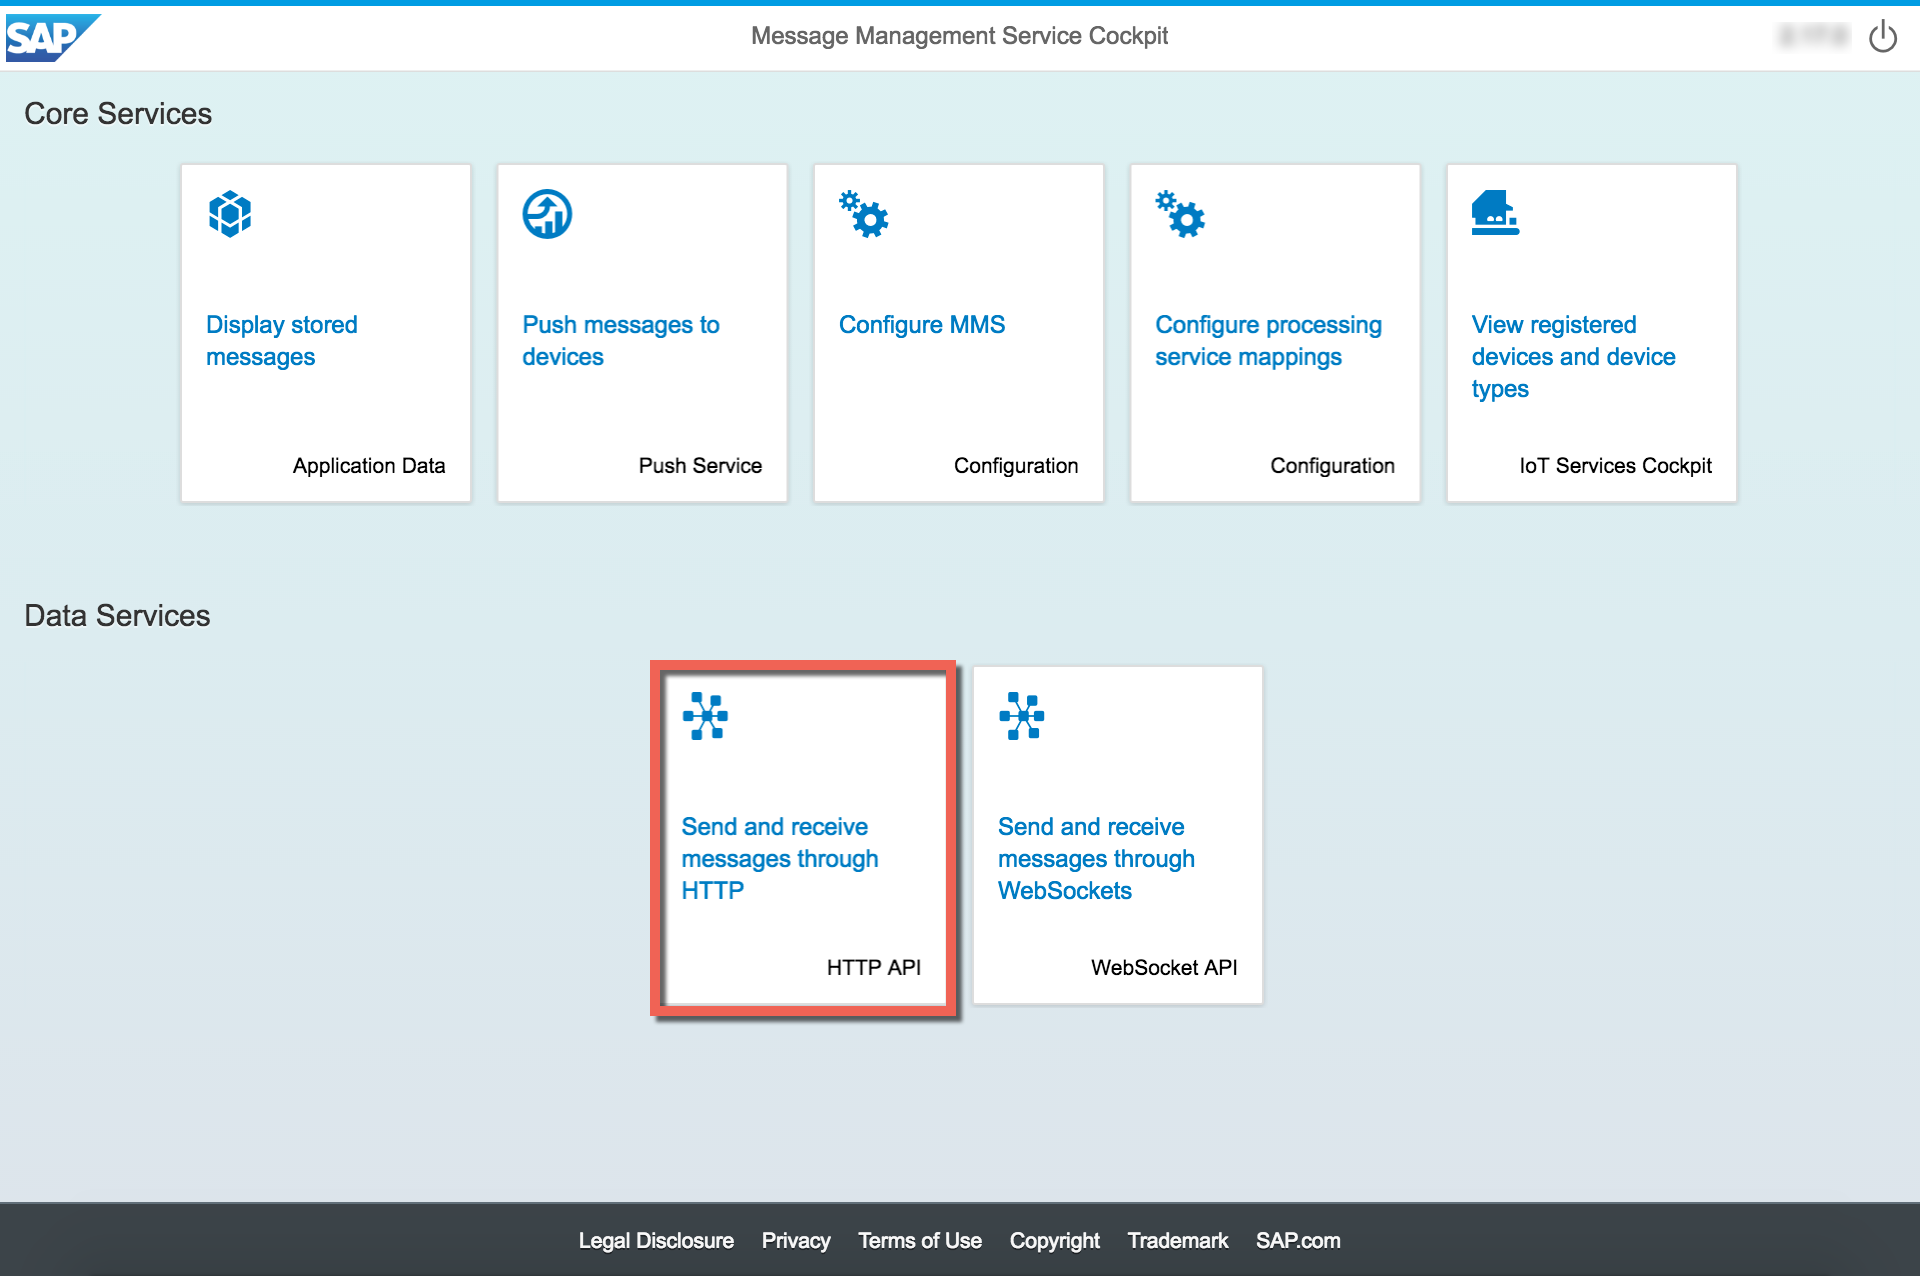 SAP
Message Management Service Cockpit
Core Services
Display stored
messages
Application Data
Push messages to
devices
Push Service
Configure MMS
Configuration
Configure processing
service mappings
Configuration
View registered
devices and device
types
IoT Services Cockpit
Data Services
Send and receive
messages through
HTTP
HTTP API
Send and receive
messages through
WebSockets
WebSocket API
Legal Disclosure Privacy Terms of Use Copyright Trademark SAP.com